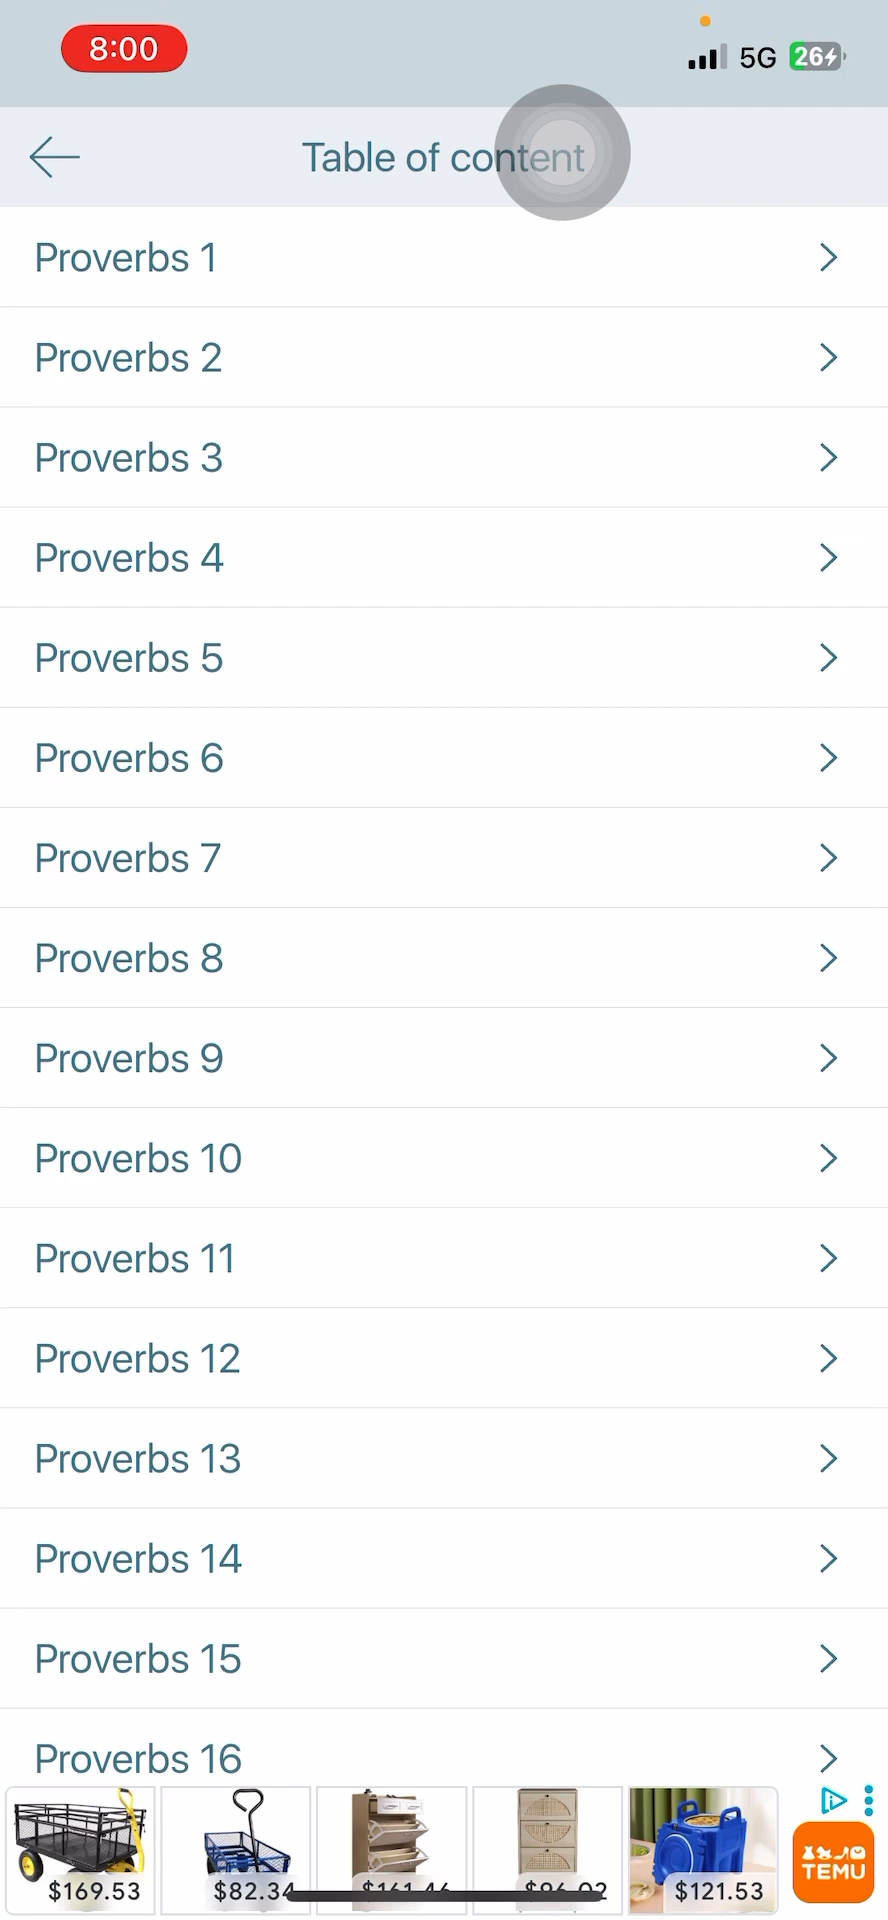 8:00
5G 26
Table of content
Proverbs 1
Proverbs 2
Proverbs 3
Proverbs 4
Proverbs 5
Proverbs 6
Proverbs 7
Proverbs 8
Proverbs 9
Proverbs 10
Proverbs 11
Proverbs 12
Proverbs 13
Proverbs 14
Proverbs 15
Proverbs 16
$169.53 $82.34 $121.53
TEMU